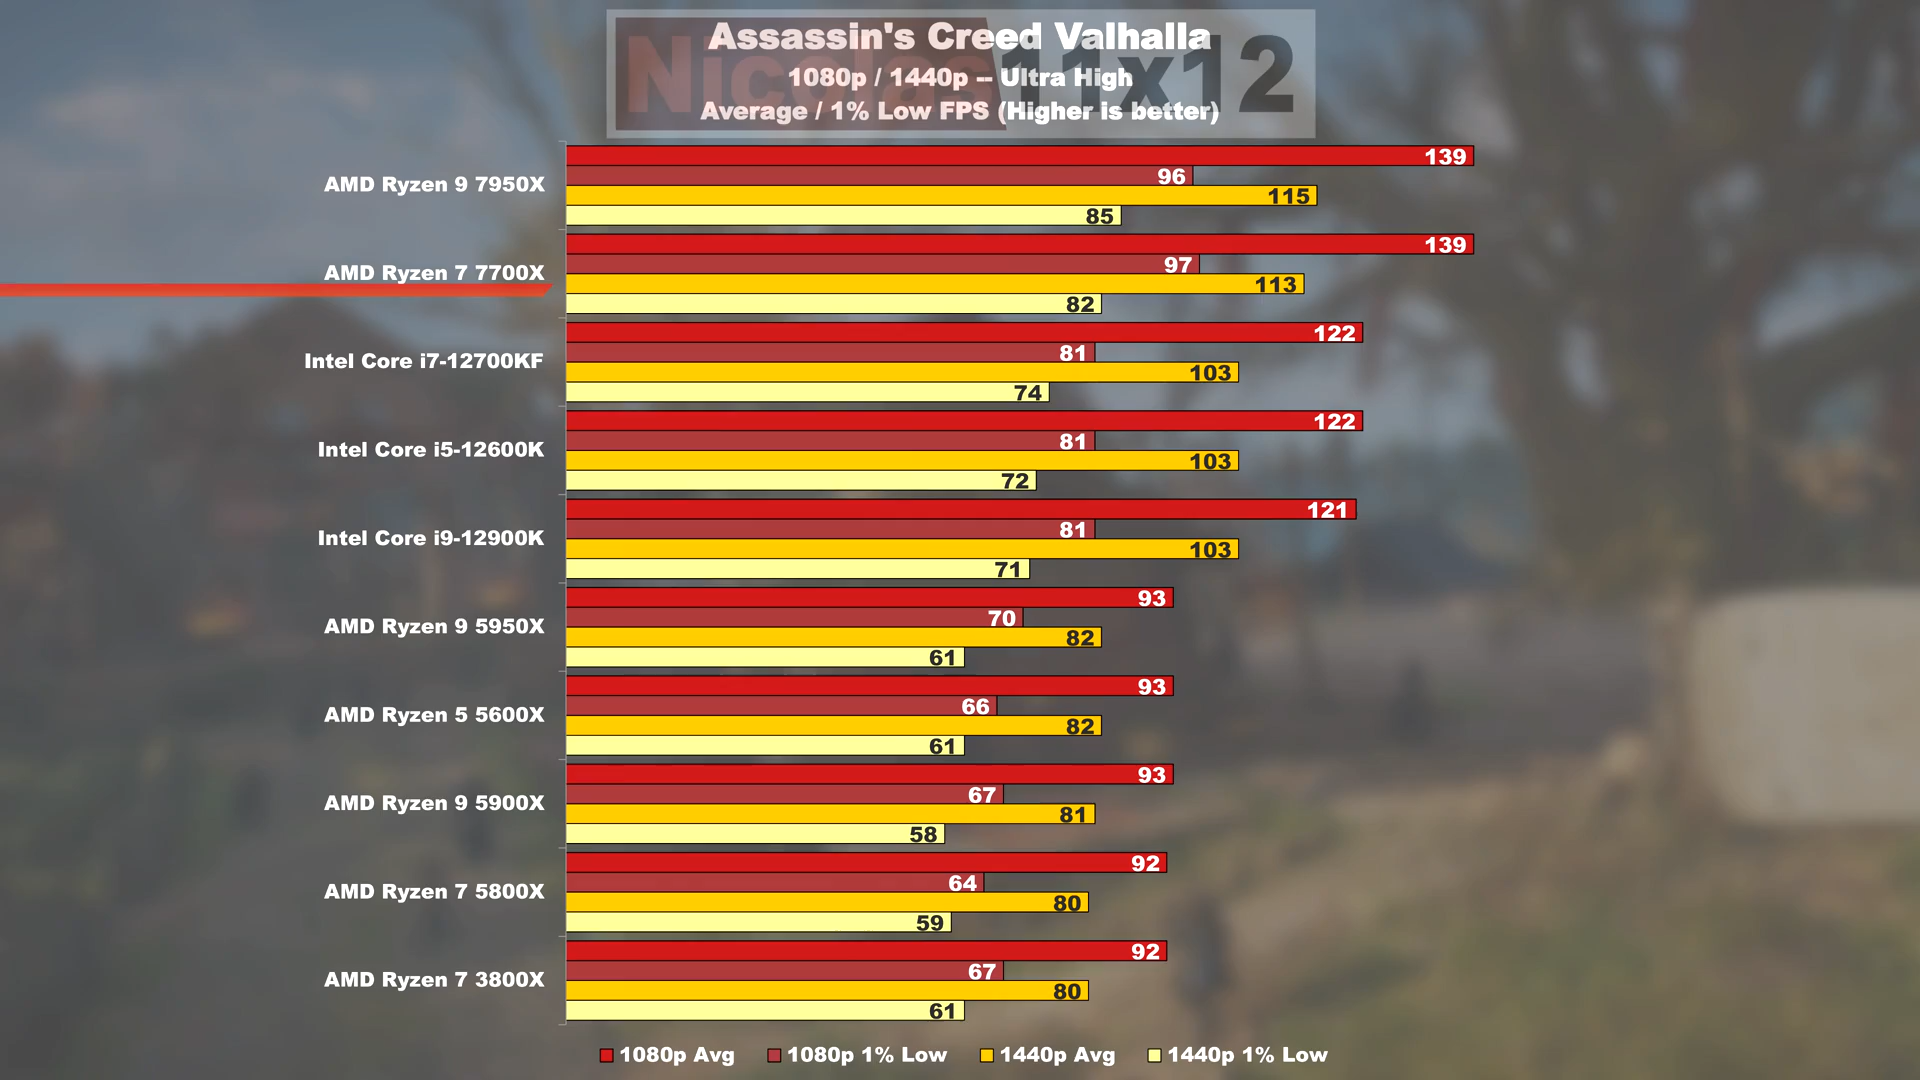 Nicolas11x12
Assassin's Creed Valhalla
1080p / 1440p -- Ultra High
Average / 1% Low FPS (Higher is better)
AMD Ryzen 9 7950X
139
96
115
85
AMD Ryzen 7 7700X
139
97
113
82
Intel Core i7-12700KF
122
81
103
74
Intel Core i5-12600K
122
81
103
72
Intel Core i9-12900K
121
81
103
71
AMD Ryzen 9 5950X
93
70
82
61
AMD Ryzen 5 5600X
93
66
82
61
AMD Ryzen 9 5900X
93
67
81
58
AMD Ryzen 7 5800X
92
64
80
59
AMD Ryzen 7 3800X
92
67
80
61
1080p Avg 1080p 1% Low 1440p Avg 1440p 1% Low